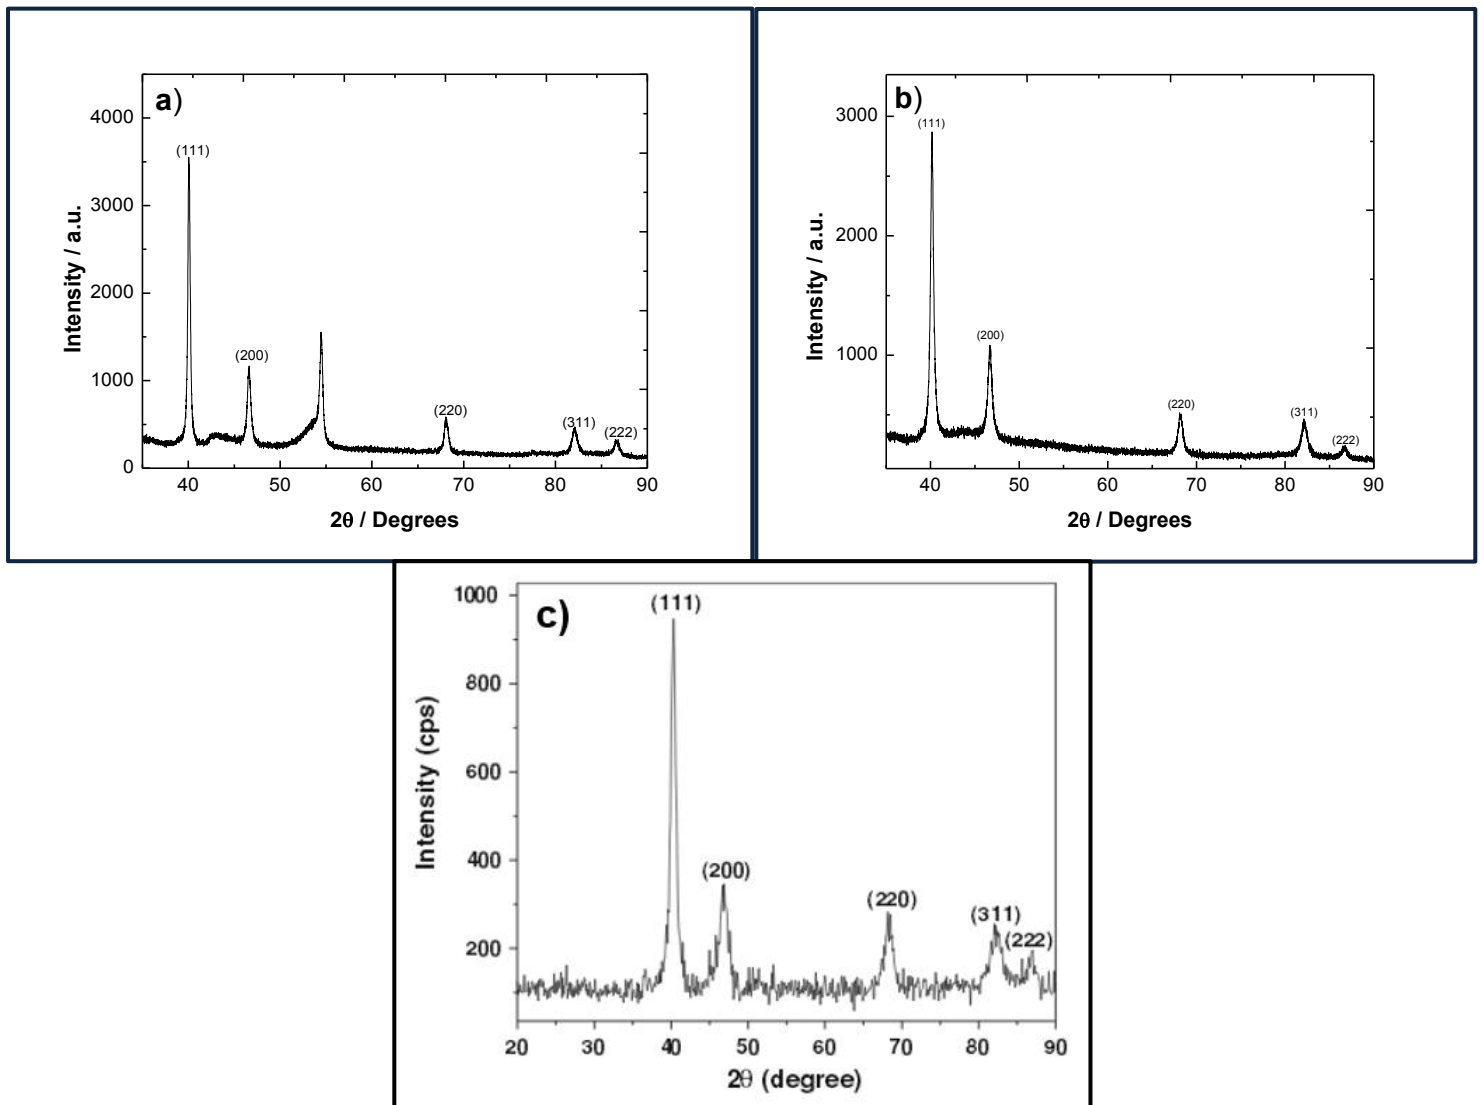 a)
4000
3000
2000
1000
0
Intensity / a.u.
(111)
(200)
(220)
(311)
(222)
40 50 60 70 80 90
2θ / Degrees
b)
3000
2000
1000
Intensity / a.u.
(111)
(200)
(220)
(311)
(222)
40 50 60 70 80 90
2θ / Degrees
c)
1000
800
600
400
200
Intensity (cps)
(111)
(200)
(220)
(311)
(222)
20 30 40 50 60 70 80 90
2θ (degree)